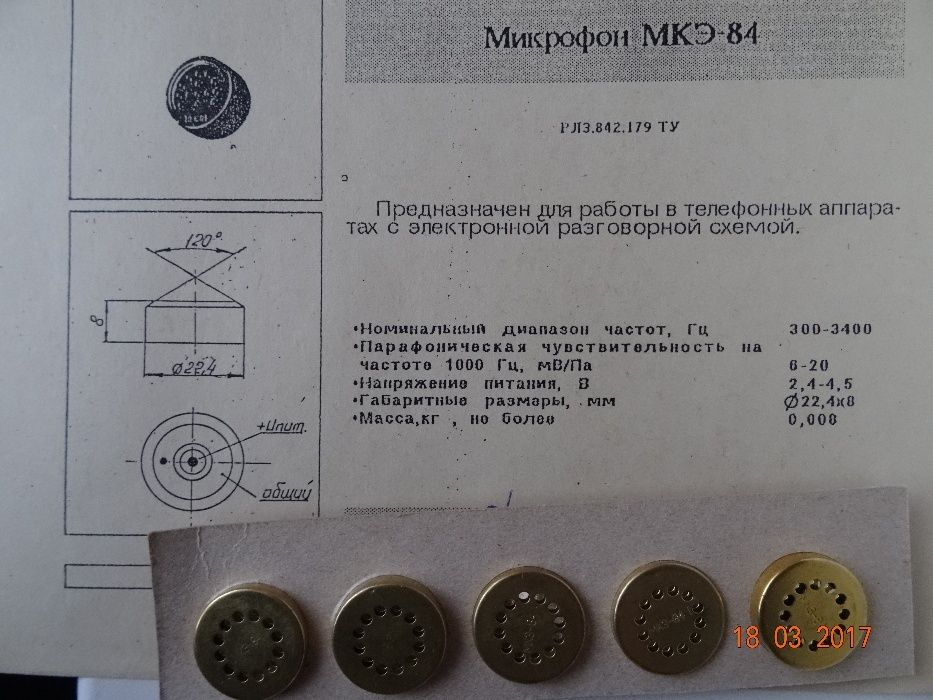 Микрофон МКЭ-84
РЛЭ.842.179 ТУ
Предназначен для работы в телефонных аппара-
тах с электронной разговорной схемой.
•Номинальный диапазон частот, Гц 300-3400
•Парафоническая чувствительность на
частоте 1000 Гц, мВ/Па 6-20
•Напряжение питания, В 2,4-4,5
•Габаритные размеры, мм Ø22,4х8
•Масса,кг , не более 0,008
120°
8
Ø22,4
+Uпит.
общий
МКЭ-84
18 03 2017